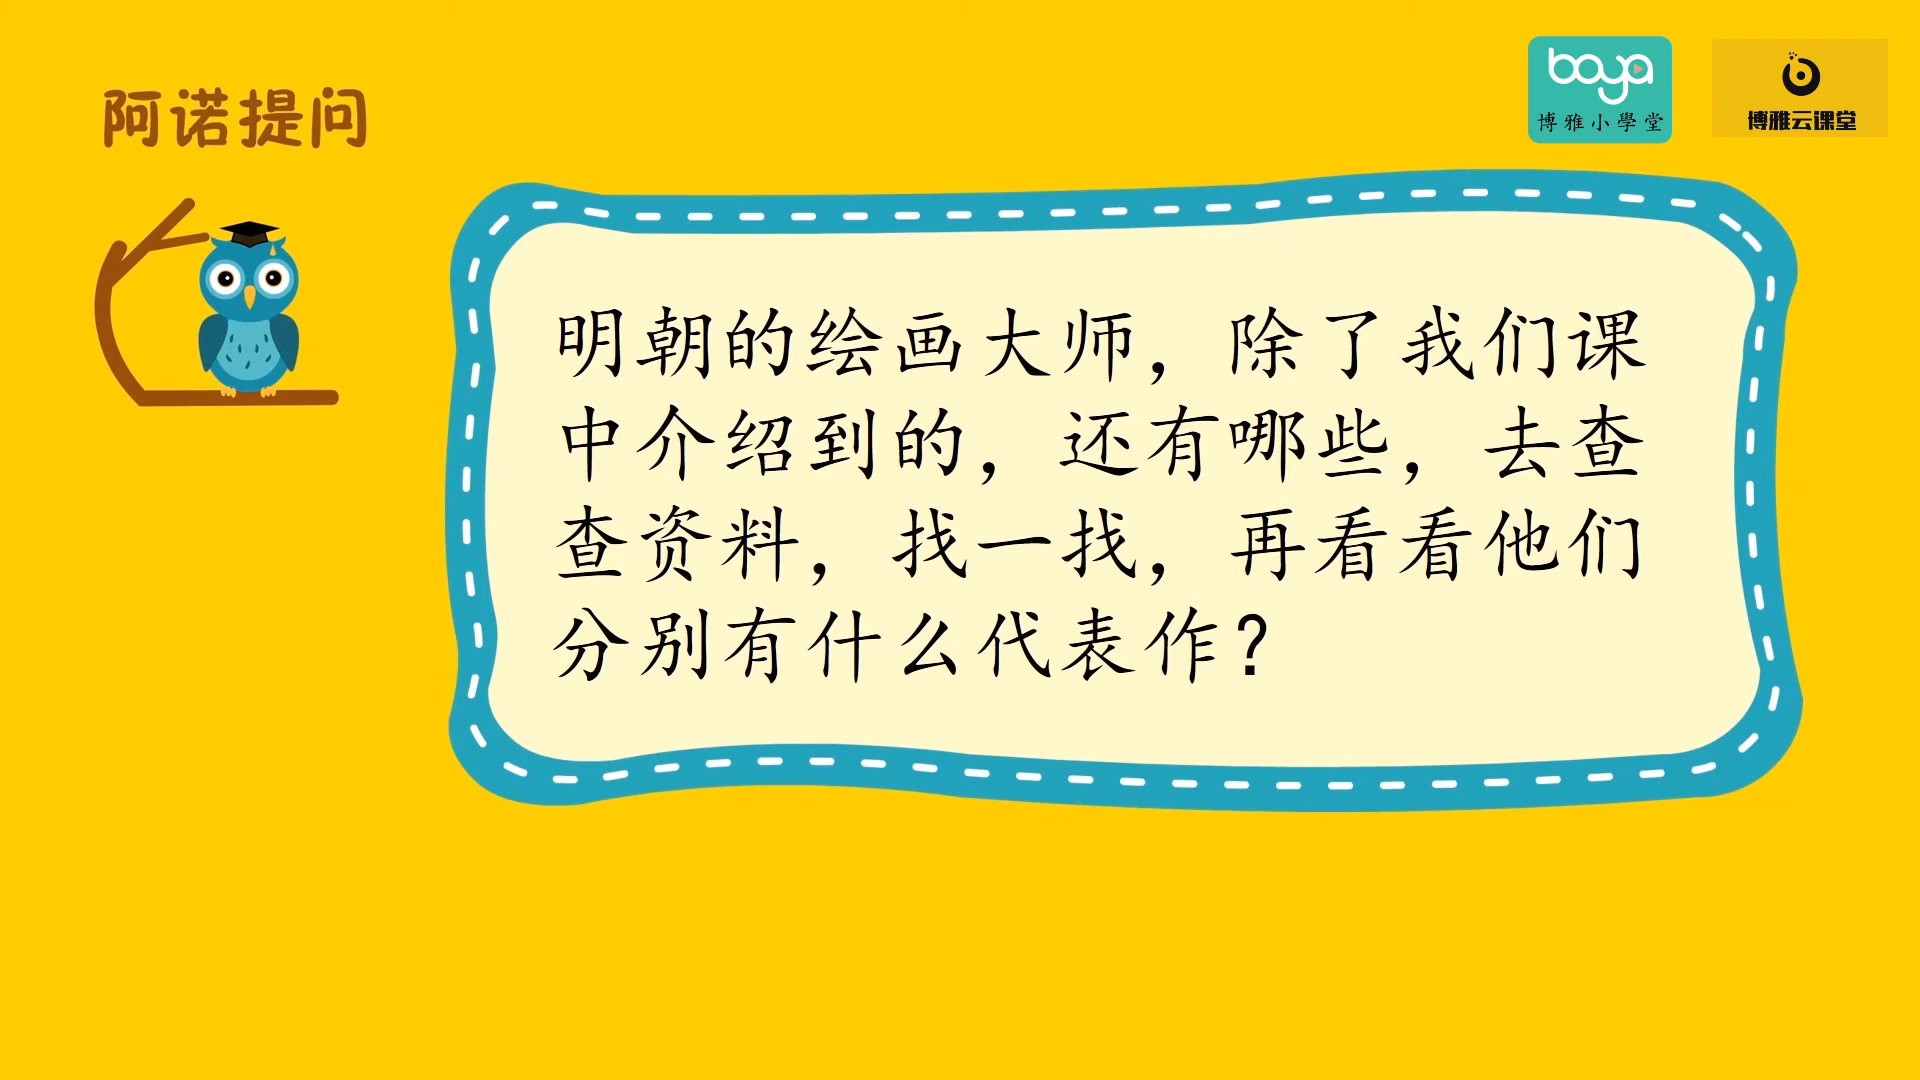 阿诺提问
boya
博雅小學堂
博雅云课堂
明朝的绘画大师，除了我们课
中介绍到的，还有哪些，去查
查资料，找一找，再看看他们
分别有什么代表作？